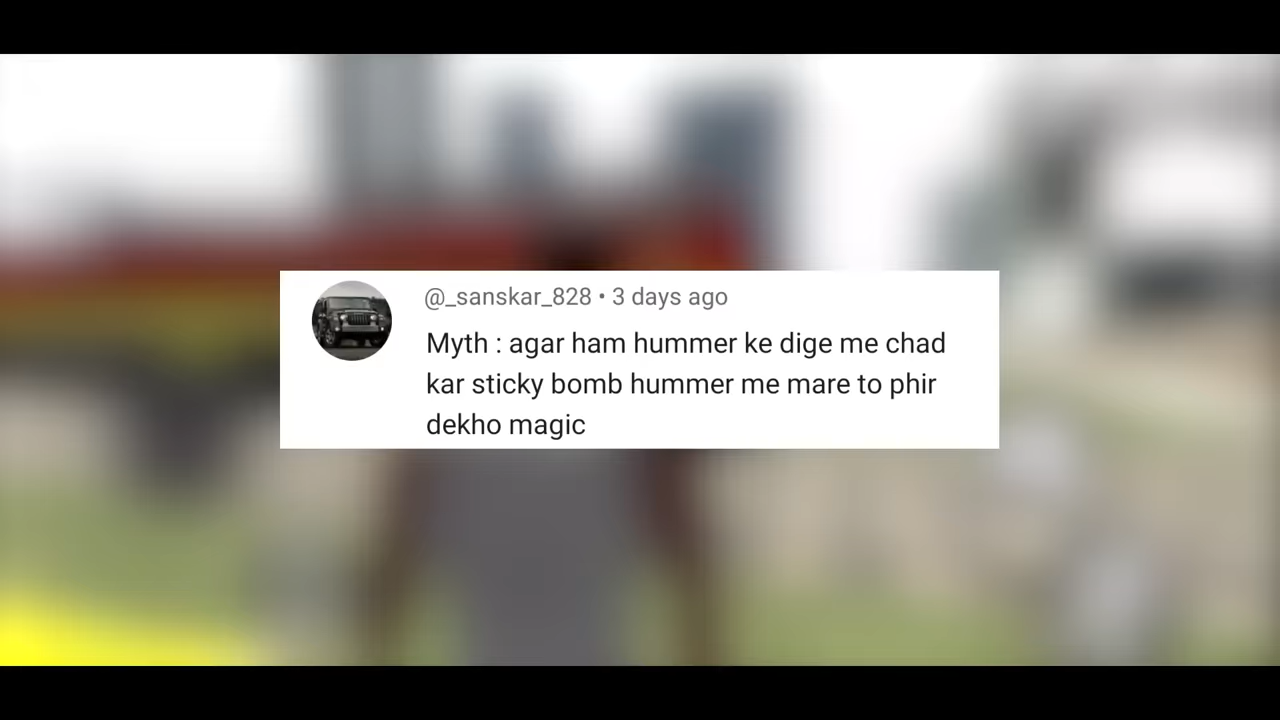 @_sanskar_828 • 3 days ago
Myth : agar ham hummer ke dige me chad
kar sticky bomb hummer me mare to phir
dekho magic